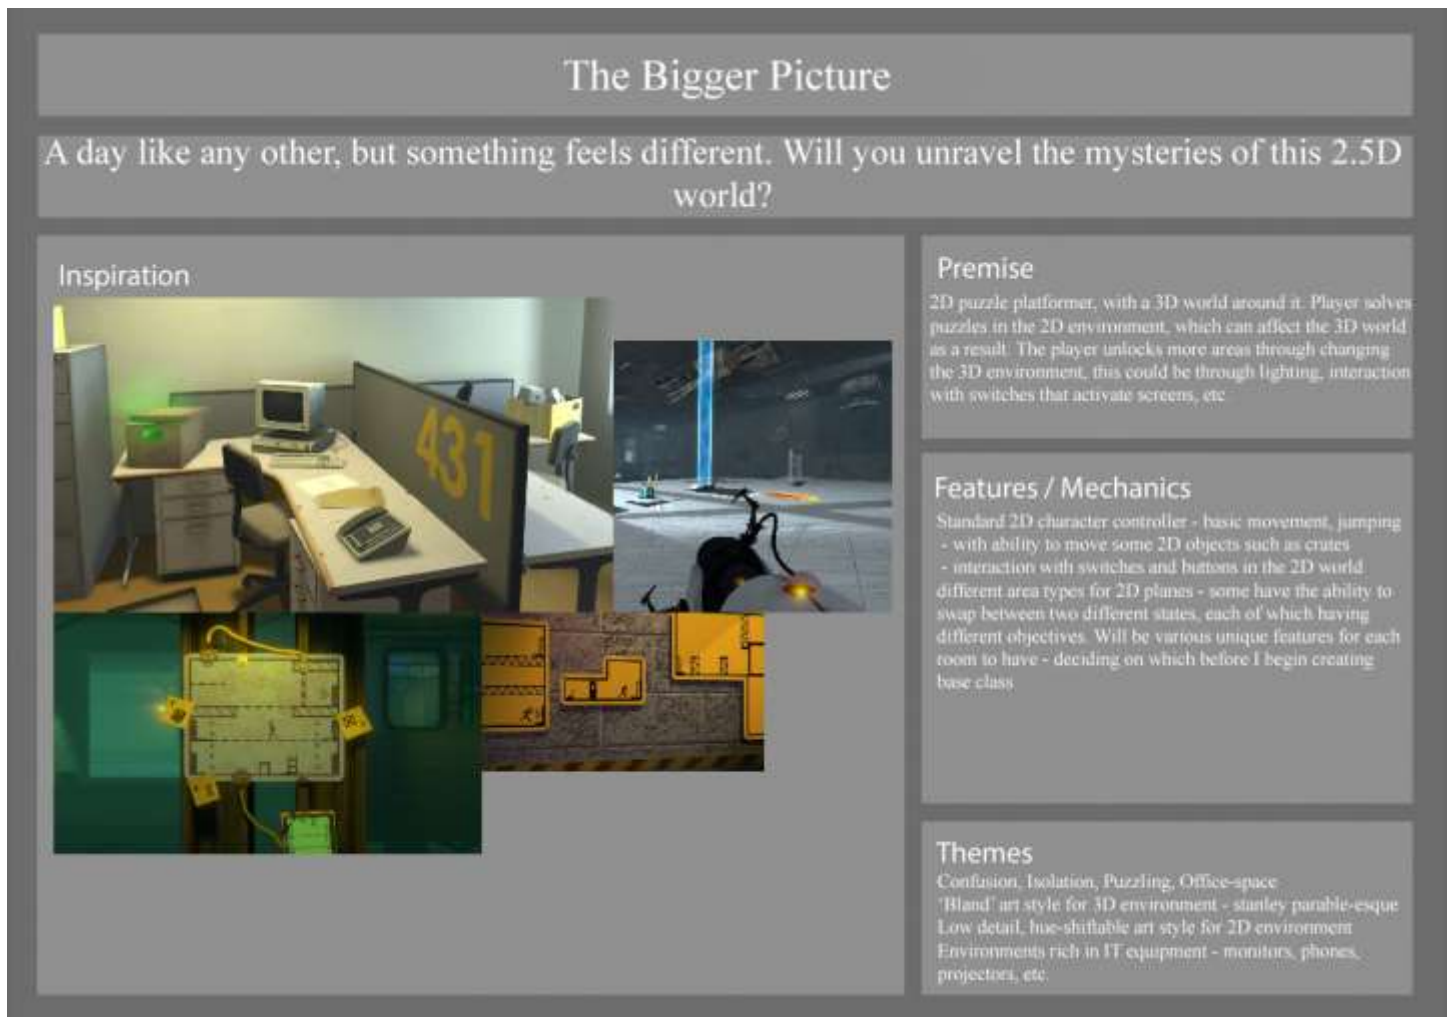 The Bigger Picture
A day like any other, but something feels different. Will you unravel the mysteries of this 2.5D
world?
Inspiration
431
Premise
2D puzzle platformer, with a 3D world around it. Player solves
puzzles in the 2D environment, which can affect the 3D world
as a result. The player unlocks more areas through changing
the 3D environment, this could be through lighting, interaction
with switches that activate screens, etc
Features / Mechanics
Standard 2D character controller - basic movement, jumping
- with ability to move some 2D objects such as crates
- interaction with switches and buttons in the 2D world
different area types for 2D planes - some have the ability to
swap between two different states, each of which having
different objectives. Will be various unique features for each
room to have - deciding on which before I begin creating
base class
Themes
Confusion, Isolation, Puzzling, Office-space
'Bland' art style for 3D environment - stanley parable-esque
Low detail, hue-shiftable art style for 2D environment
Environments rich in IT equipment - monitors, phones,
projectors, etc.